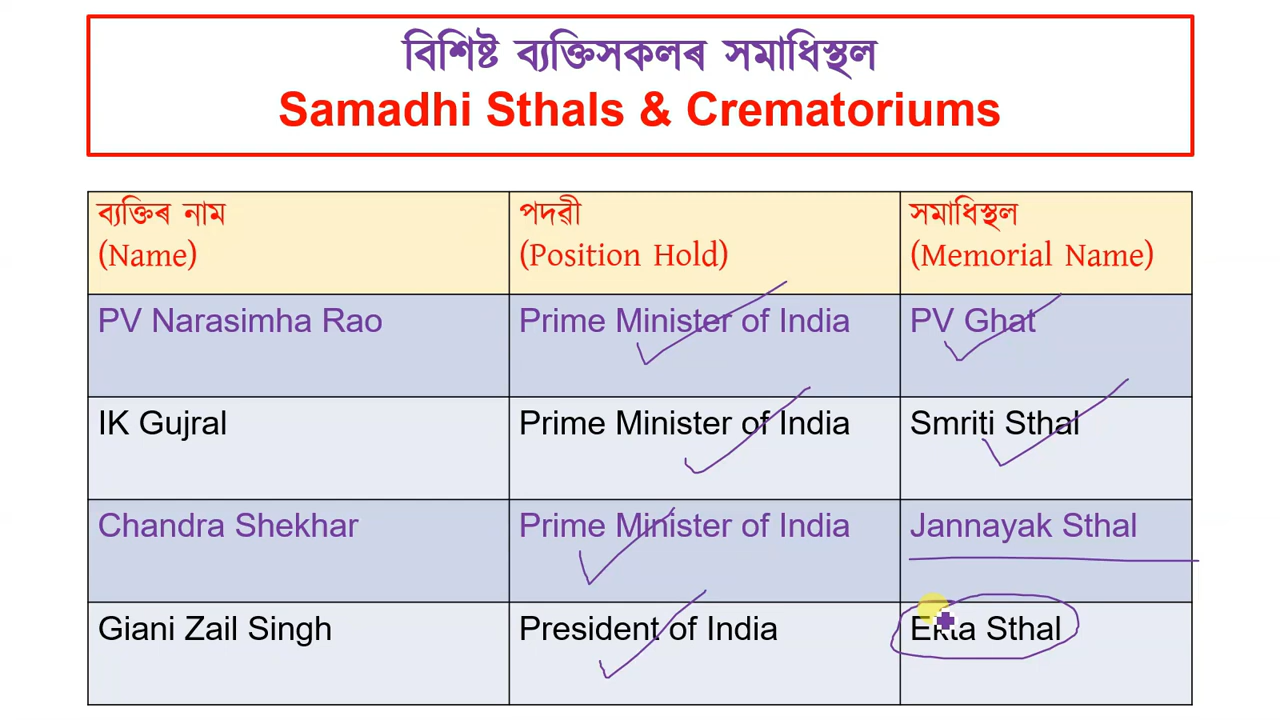 বিশিষ্ট ব্যক্তিসকলৰ সমাধিস্থল
Samadhi Sthals & Crematoriums
ব্যক্তিৰ নাম
(Name)
পদৱী
(Position Hold)
সমাধিস্থল
(Memorial Name)
PV Narasimha Rao
Prime Minister of India
PV Ghat
IK Gujral
Prime Minister of India
Smriti Sthal
Chandra Shekhar
Prime Minister of India
Jannayak Sthal
Giani Zail Singh
President of India
Ekta Sthal